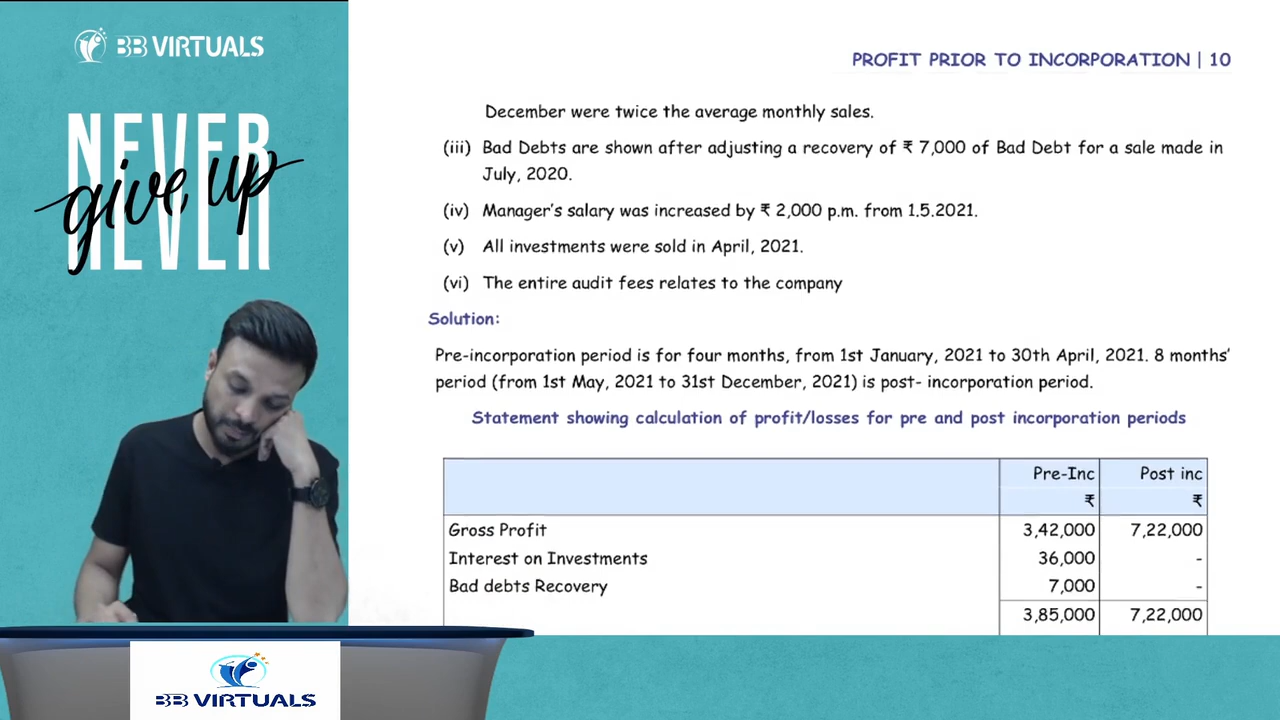 BB VIRTUALS
NEVER
give up
NEVER
PROFIT PRIOR TO INCORPORATION | 10
December were twice the average monthly sales.
(iii) Bad Debts are shown after adjusting a recovery of ₹ 7,000 of Bad Debt for a sale made in
July, 2020.
(iv) Manager's salary was increased by ₹ 2,000 p.m. from 1.5.2021.
(v) All investments were sold in April, 2021.
(vi) The entire audit fees relates to the company
Solution:
Pre-incorporation period is for four months, from 1st January, 2021 to 30th April, 2021. 8 months'
period (from 1st May, 2021 to 31st December, 2021) is post- incorporation period.
Statement showing calculation of profit/losses for pre and post incorporation periods
Pre-Inc Post inc
₹ ₹
Gross Profit 3,42,000 7,22,000
Interest on Investments 36,000 -
Bad debts Recovery 7,000 -
3,85,000 7,22,000
BB VIRTUALS